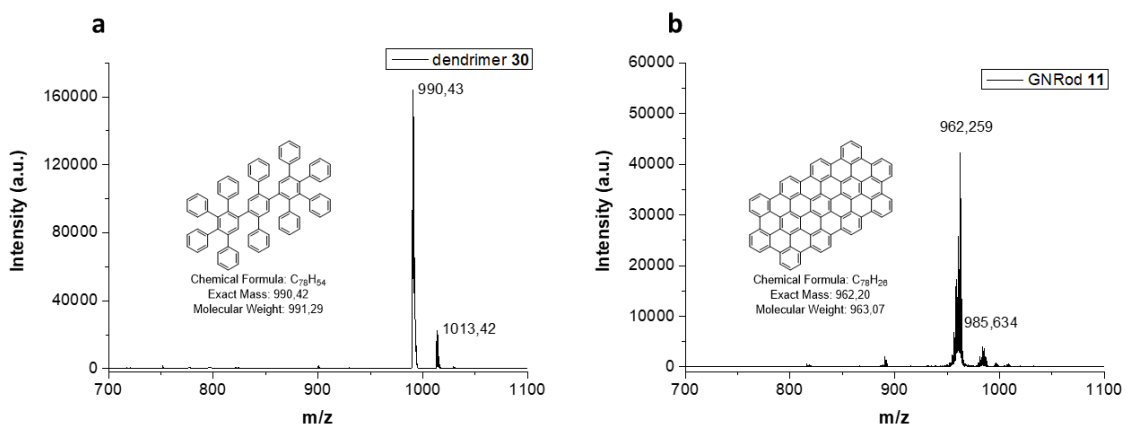 a
dendrimer 30
990,43
1013,42
Chemical Formula: C₇₈H₅₄
Exact Mass: 990,42
Molecular Weight: 991,29
Intensity (a.u.)
160000
120000
80000
40000
0
700
800
900
1000
1100
m/z
b
GNRod 11
962,259
985,634
Chemical Formula: C₇₈H₂₆
Exact Mass: 962,20
Molecular Weight: 963,07
Intensity (a.u.)
60000
50000
40000
30000
20000
10000
0
700
800
900
1000
1100
m/z